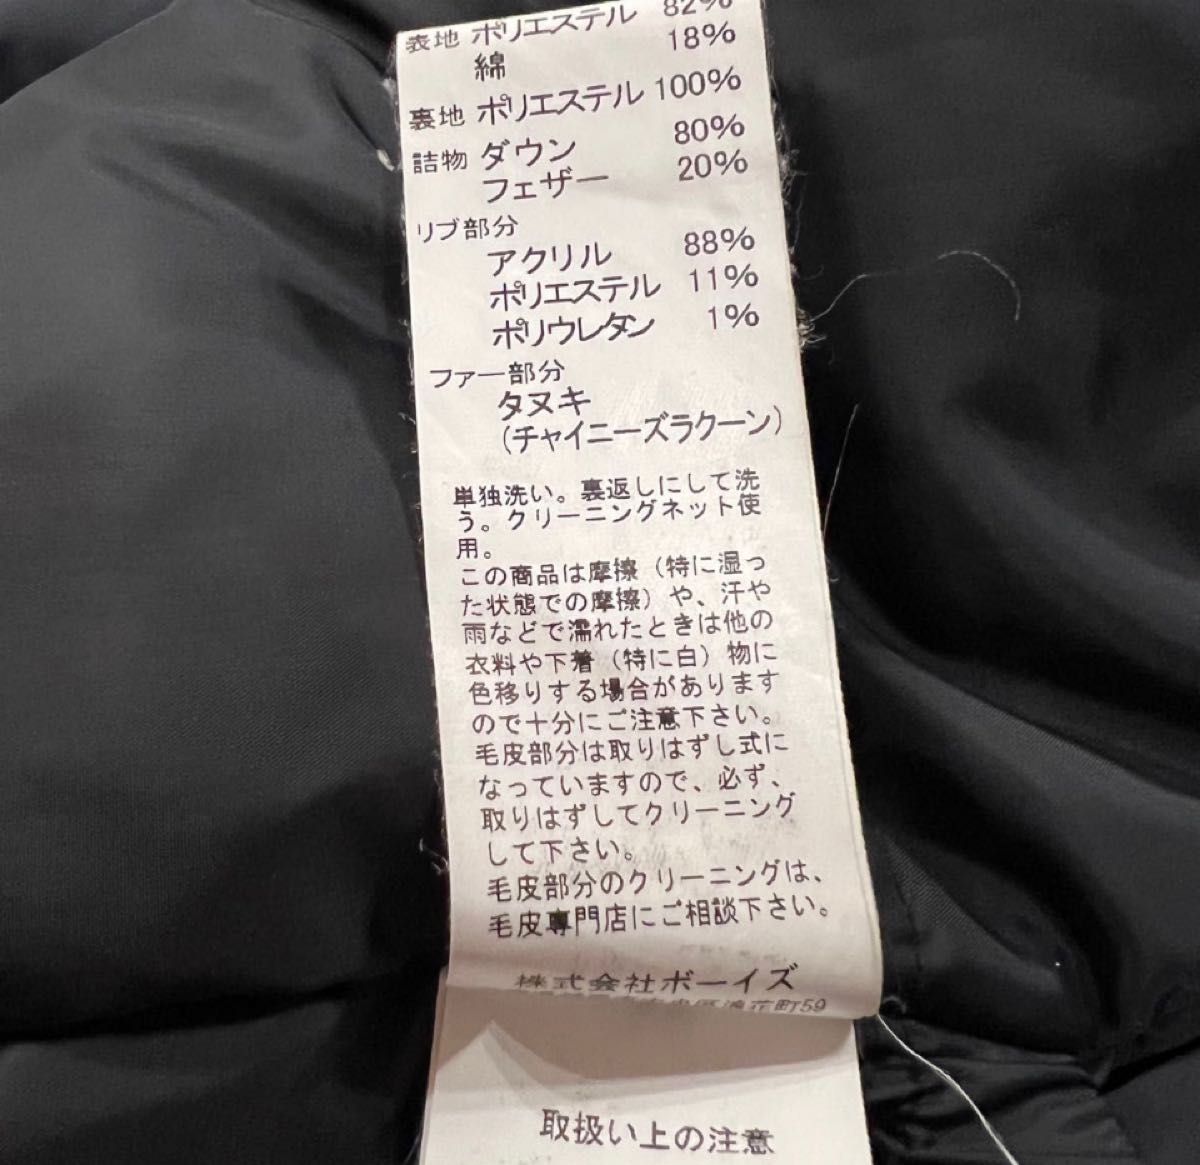 表地 ポリエステル 82%
綿 18%
裏地 ポリエステル 100%
詰物 ダウン 80%
フェザー 20%
リブ部分
アクリル 88%
ポリエステル 11%
ポリウレタン 1%
ファー部分
タヌキ
(チャイニーズラクーン)
単独洗い。裏返しにして洗
う。クリーニングネット使
用。
この商品は摩擦(特に湿っ
た状態での摩擦)や、汗や
雨などで濡れたときは他の
衣料や下着(特に白)物に
色移りする場合があります
ので十分にご注意下さい。
毛皮部分は取りはずし式に
なっていますので、必ず、
取りはずしてクリーニング
して下さい。
毛皮部分のクリーニングは、
毛皮専門店にご相談下さい。
株式会社ボーイズ
区浪花町59
取扱い上の注意